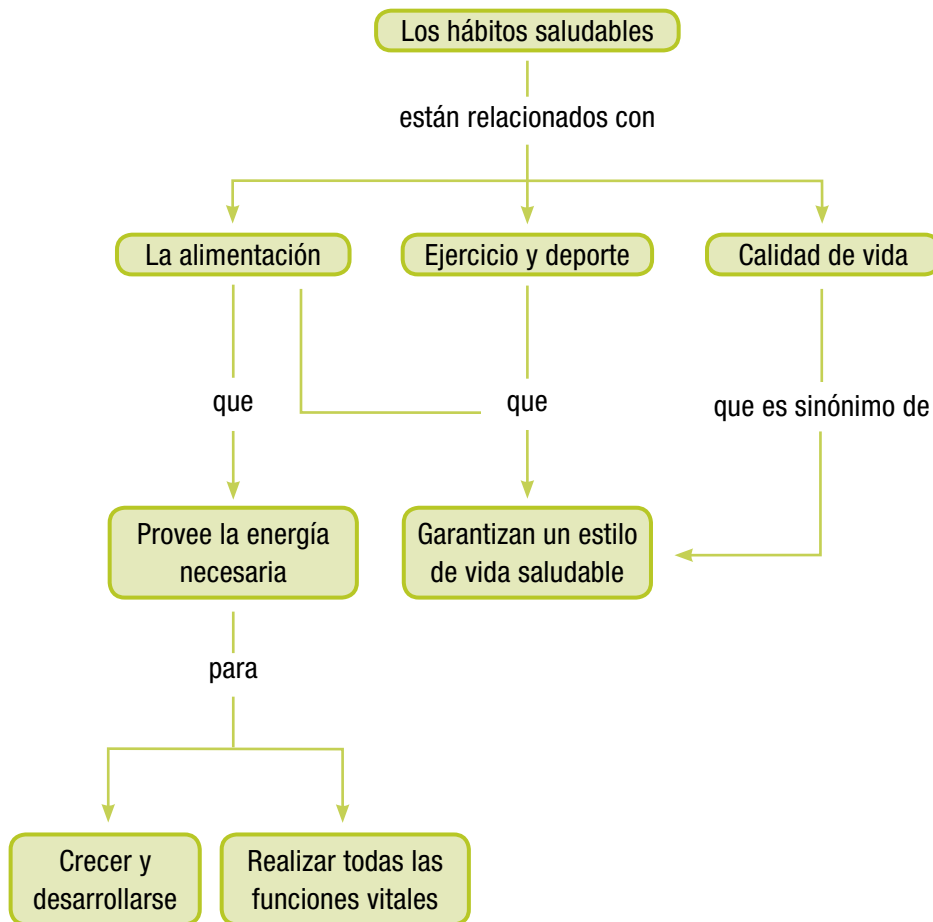 Los hábitos saludables
están relacionados con
La alimentación
Ejercicio y deporte
Calidad de vida
que
que
que es sinónimo de
Provee la energía
necesaria
Garantizan un estilo
de vida saludable
para
Crecer y
desarrollarse
Realizar todas las
funciones vitales